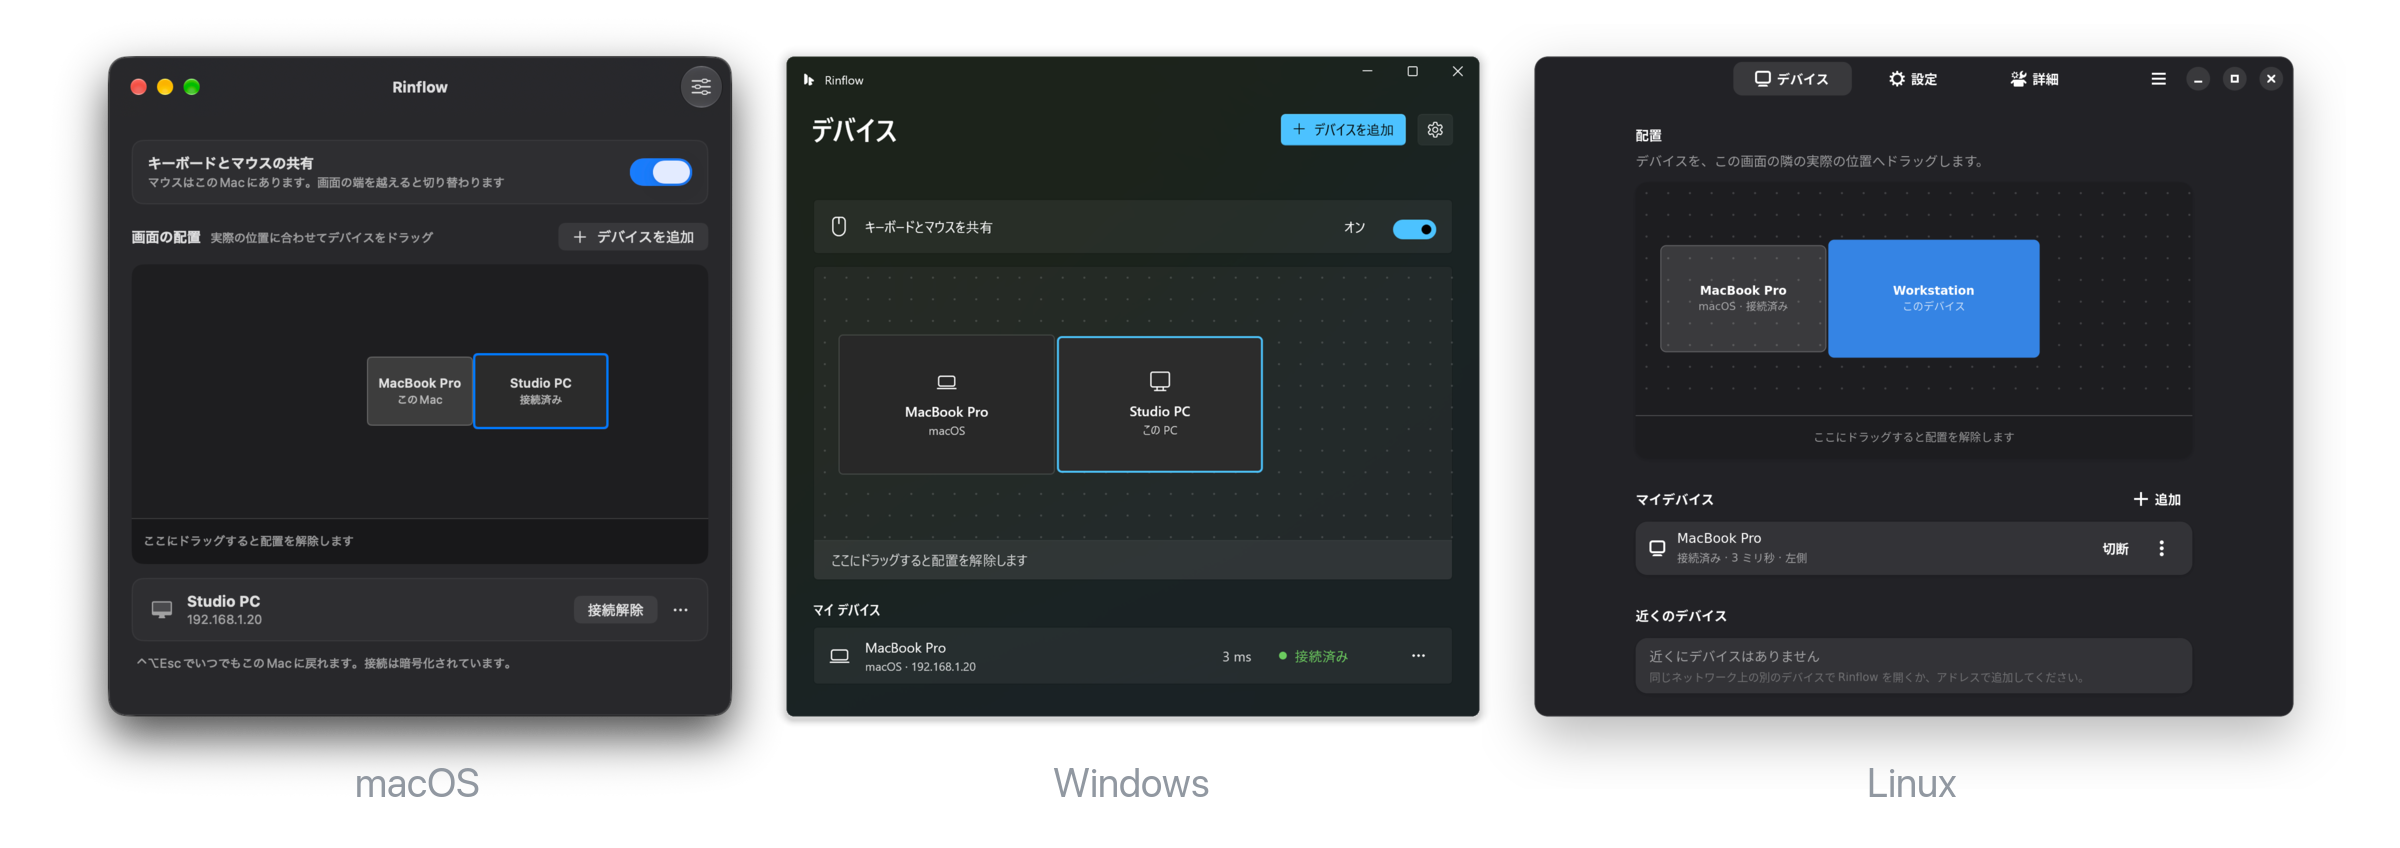 Rinflow
キーボードとマウスの共有
マウスはこの Mac にあります。画面の端を越えると切り替わります
画面の配置 実際の位置に合わせてデバイスをドラッグ
＋ デバイスを追加
MacBook Pro
この Mac
Studio PC
接続済み
ここにドラッグすると配置を解除します
Studio PC
192.168.1.20
接続解除
^⌥Esc でいつでもこの Mac に戻れます。接続は暗号化されています。
macOS
Rinflow
デバイス
＋ デバイスを追加
キーボードとマウスを共有
オン
MacBook Pro
macOS
Studio PC
この PC
ここにドラッグすると配置を解除します
マイ デバイス
MacBook Pro
macOS · 192.168.1.20
3 ms
接続済み
Windows
デバイス
設定
詳細
配置
デバイスを、この画面の隣の実際の位置へドラッグします。
MacBook Pro
macOS · 接続済み
Workstation
このデバイス
ここにドラッグすると配置を解除します
マイデバイス
＋ 追加
MacBook Pro
接続済み · 3 ミリ秒 · 左側
切断
近くのデバイス
近くにデバイスはありません
同じネットワーク上の別のデバイスで Rinflow を開くか、アドレスで追加してください。
Linux